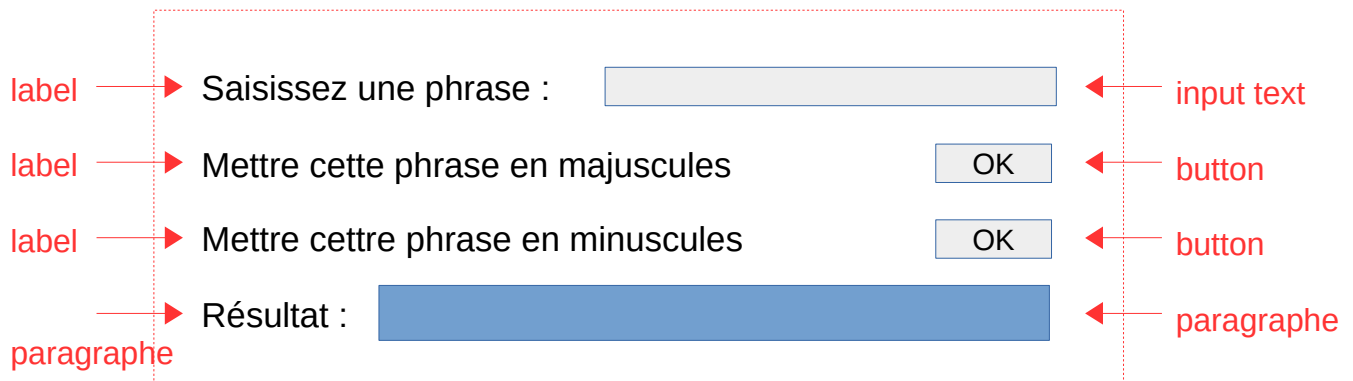 label Saisissez une phrase : input text
label Mettre cette phrase en majuscules OK button
label Mettre cettre phrase en minuscules OK button
Résultat : paragraphe
paragraphe